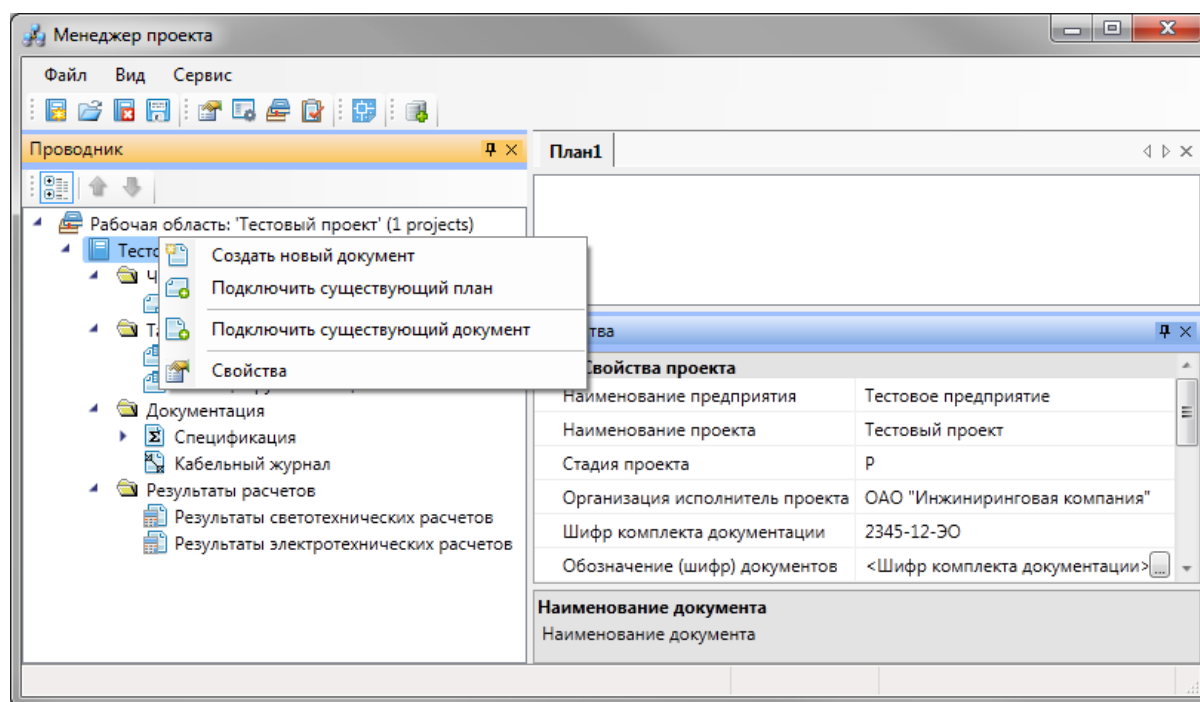 Менеджер проекта
Файл Вид Сервис
Проводник
План1
Рабочая область: 'Тестовый проект' (1 projects)
Создать новый документ
Подключить существующий план
Подключить существующий документ
Свойства
Документация
Спецификация
Кабельный журнал
Результаты расчетов
Результаты светотехнических расчетов
Результаты электротехнических расчетов
Свойства проекта
Наименование предприятия Тестовое предприятие
Наименование проекта Тестовый проект
Стадия проекта Р
Организация исполнитель проекта ОАО "Инжиниринговая компания"
Шифр комплекта документации 2345-12-ЭО
Обозначение (шифр) документов <Шифр комплекта документации> ...
Наименование документа
Наименование документа